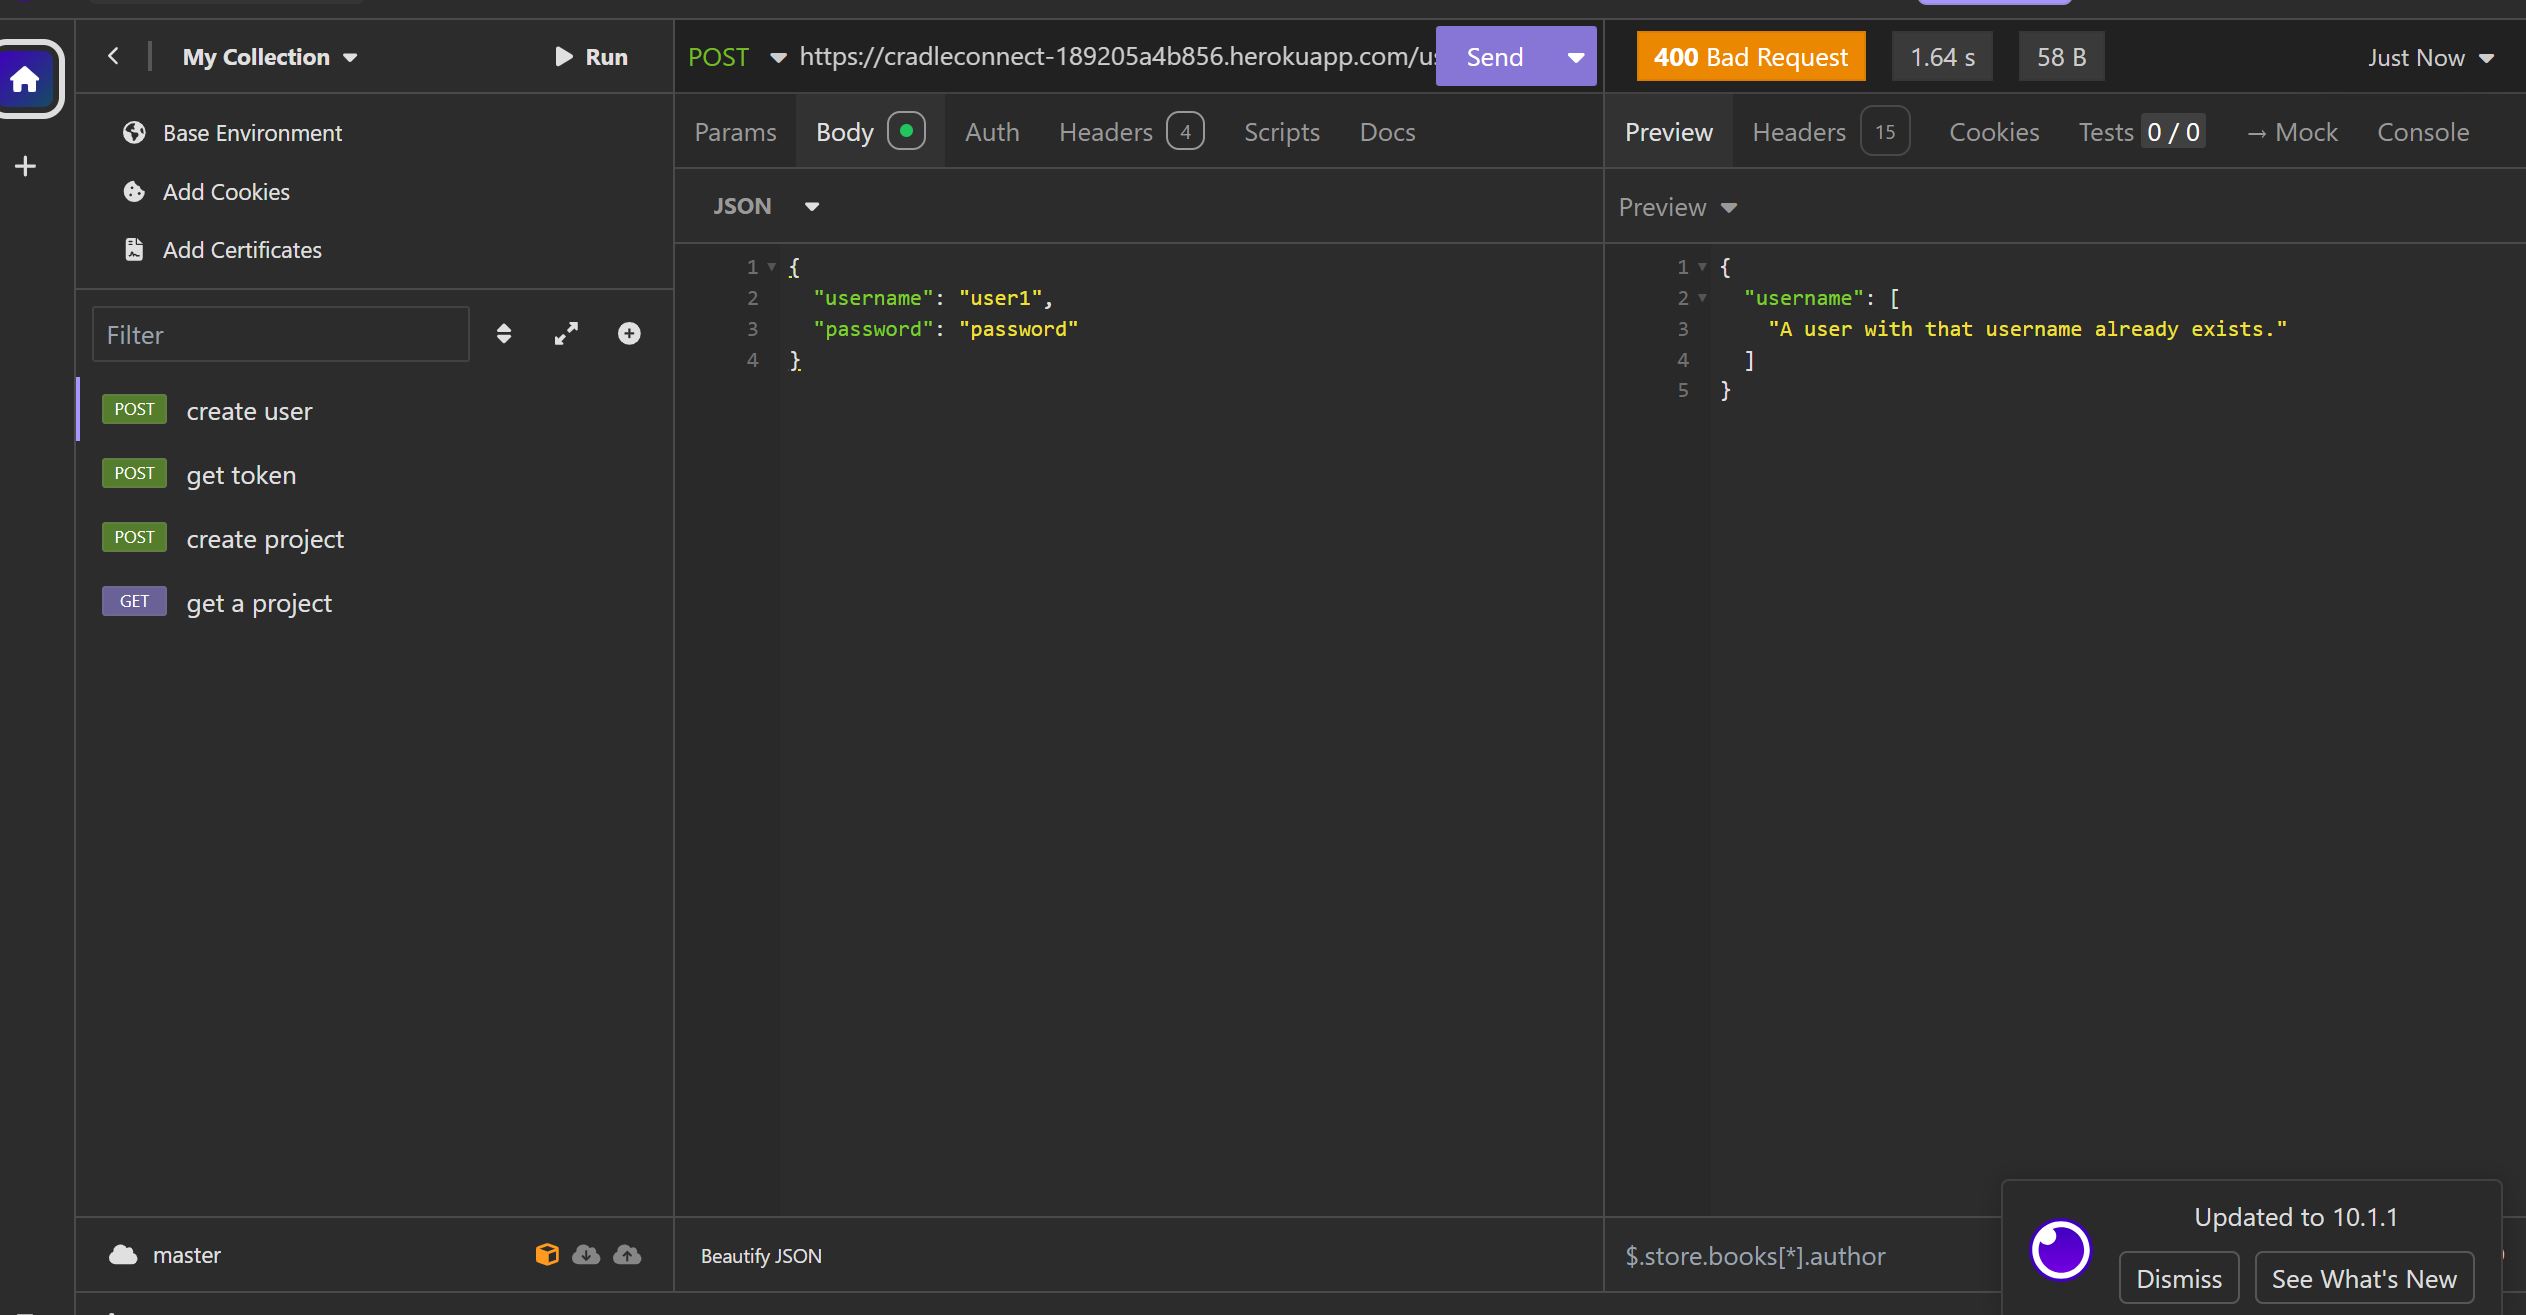 My Collection
Run
Base Environment
Add Cookies
Add Certificates
Filter
POST create user
POST get token
POST create project
GET get a project
master
POST https://cradleconnect-189205a4b856.herokuapp.com/us
Send
Params Body Auth Headers 4 Scripts Docs
JSON
1 {
2 "username": "user1",
3 "password": "password"
4 }
Beautify JSON
400 Bad Request 1.64 s 58 B Just Now
Preview Headers 15 Cookies Tests 0 / 0 → Mock Console
Preview
1 {
2 "username": [
3 "A user with that username already exists."
4 ]
5 }
$.store.books[*].author
Updated to 10.1.1
Dismiss See What's New